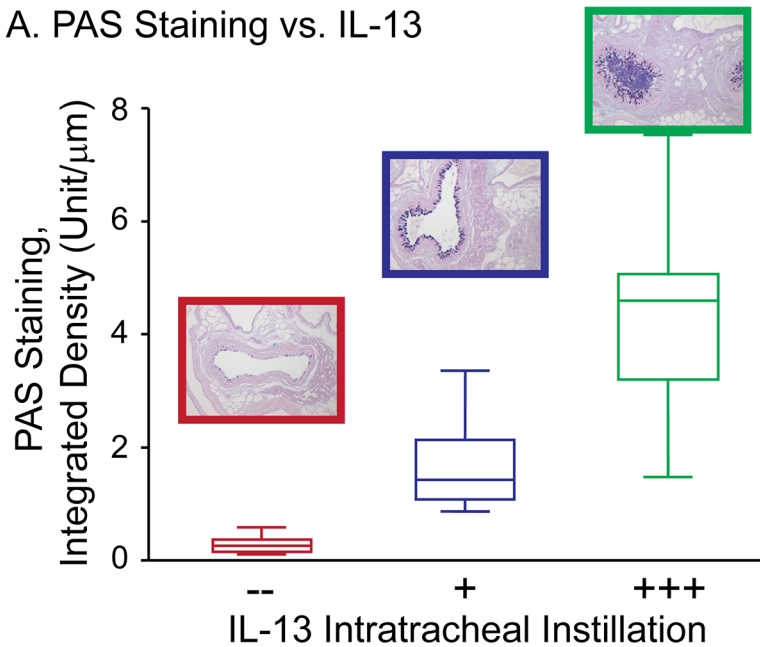 A. PAS Staining vs. IL-13
PAS Staining,
Integrated Density (Unit/μm)
8
6
4
2
0
-- + +++
IL-13 Intratracheal Instillation